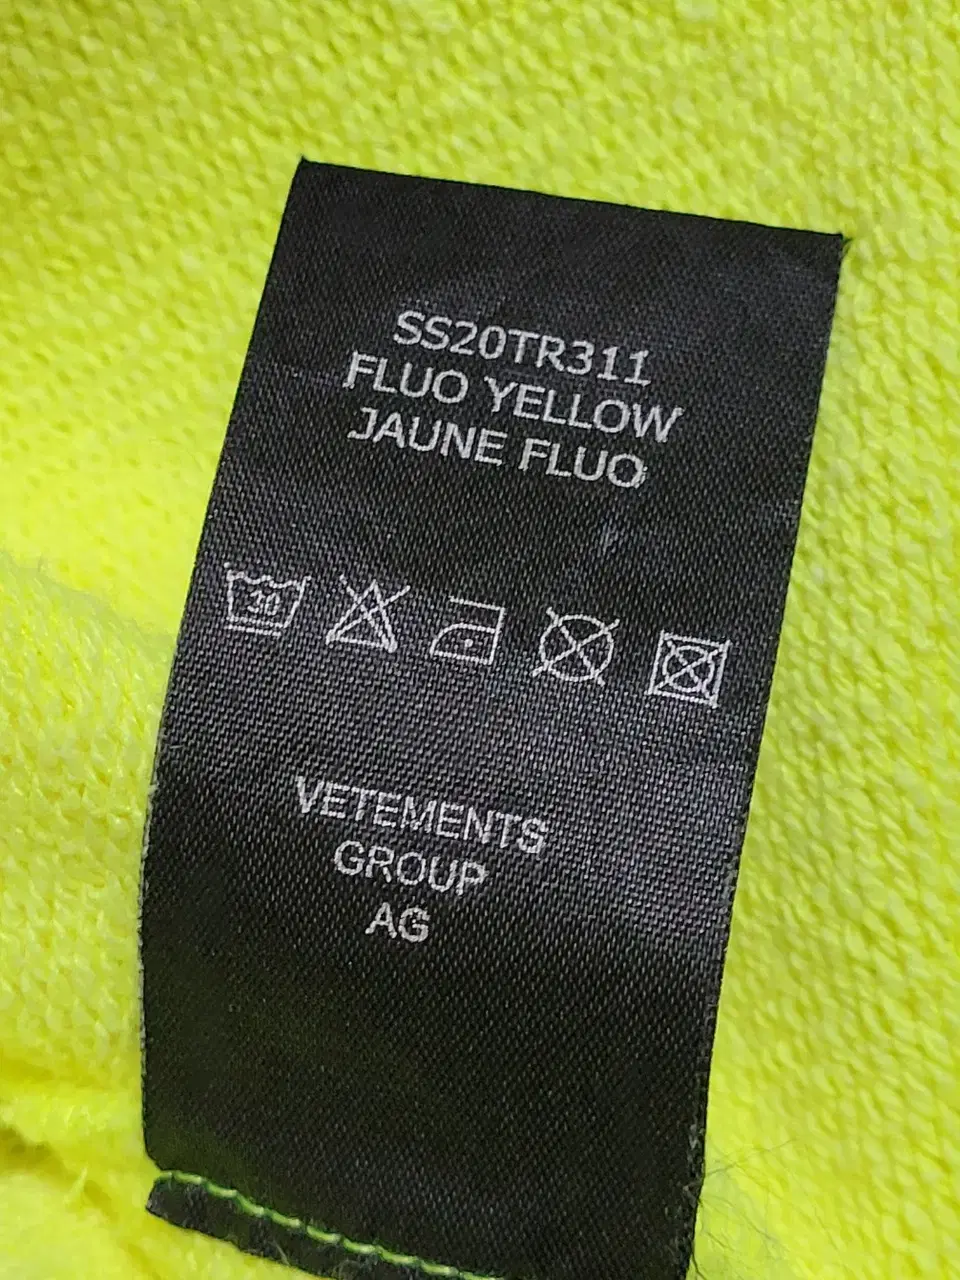 SS20TR311
FLUO YELLOW
JAUNE FLUO
30
VETEMENTS
GROUP
AG